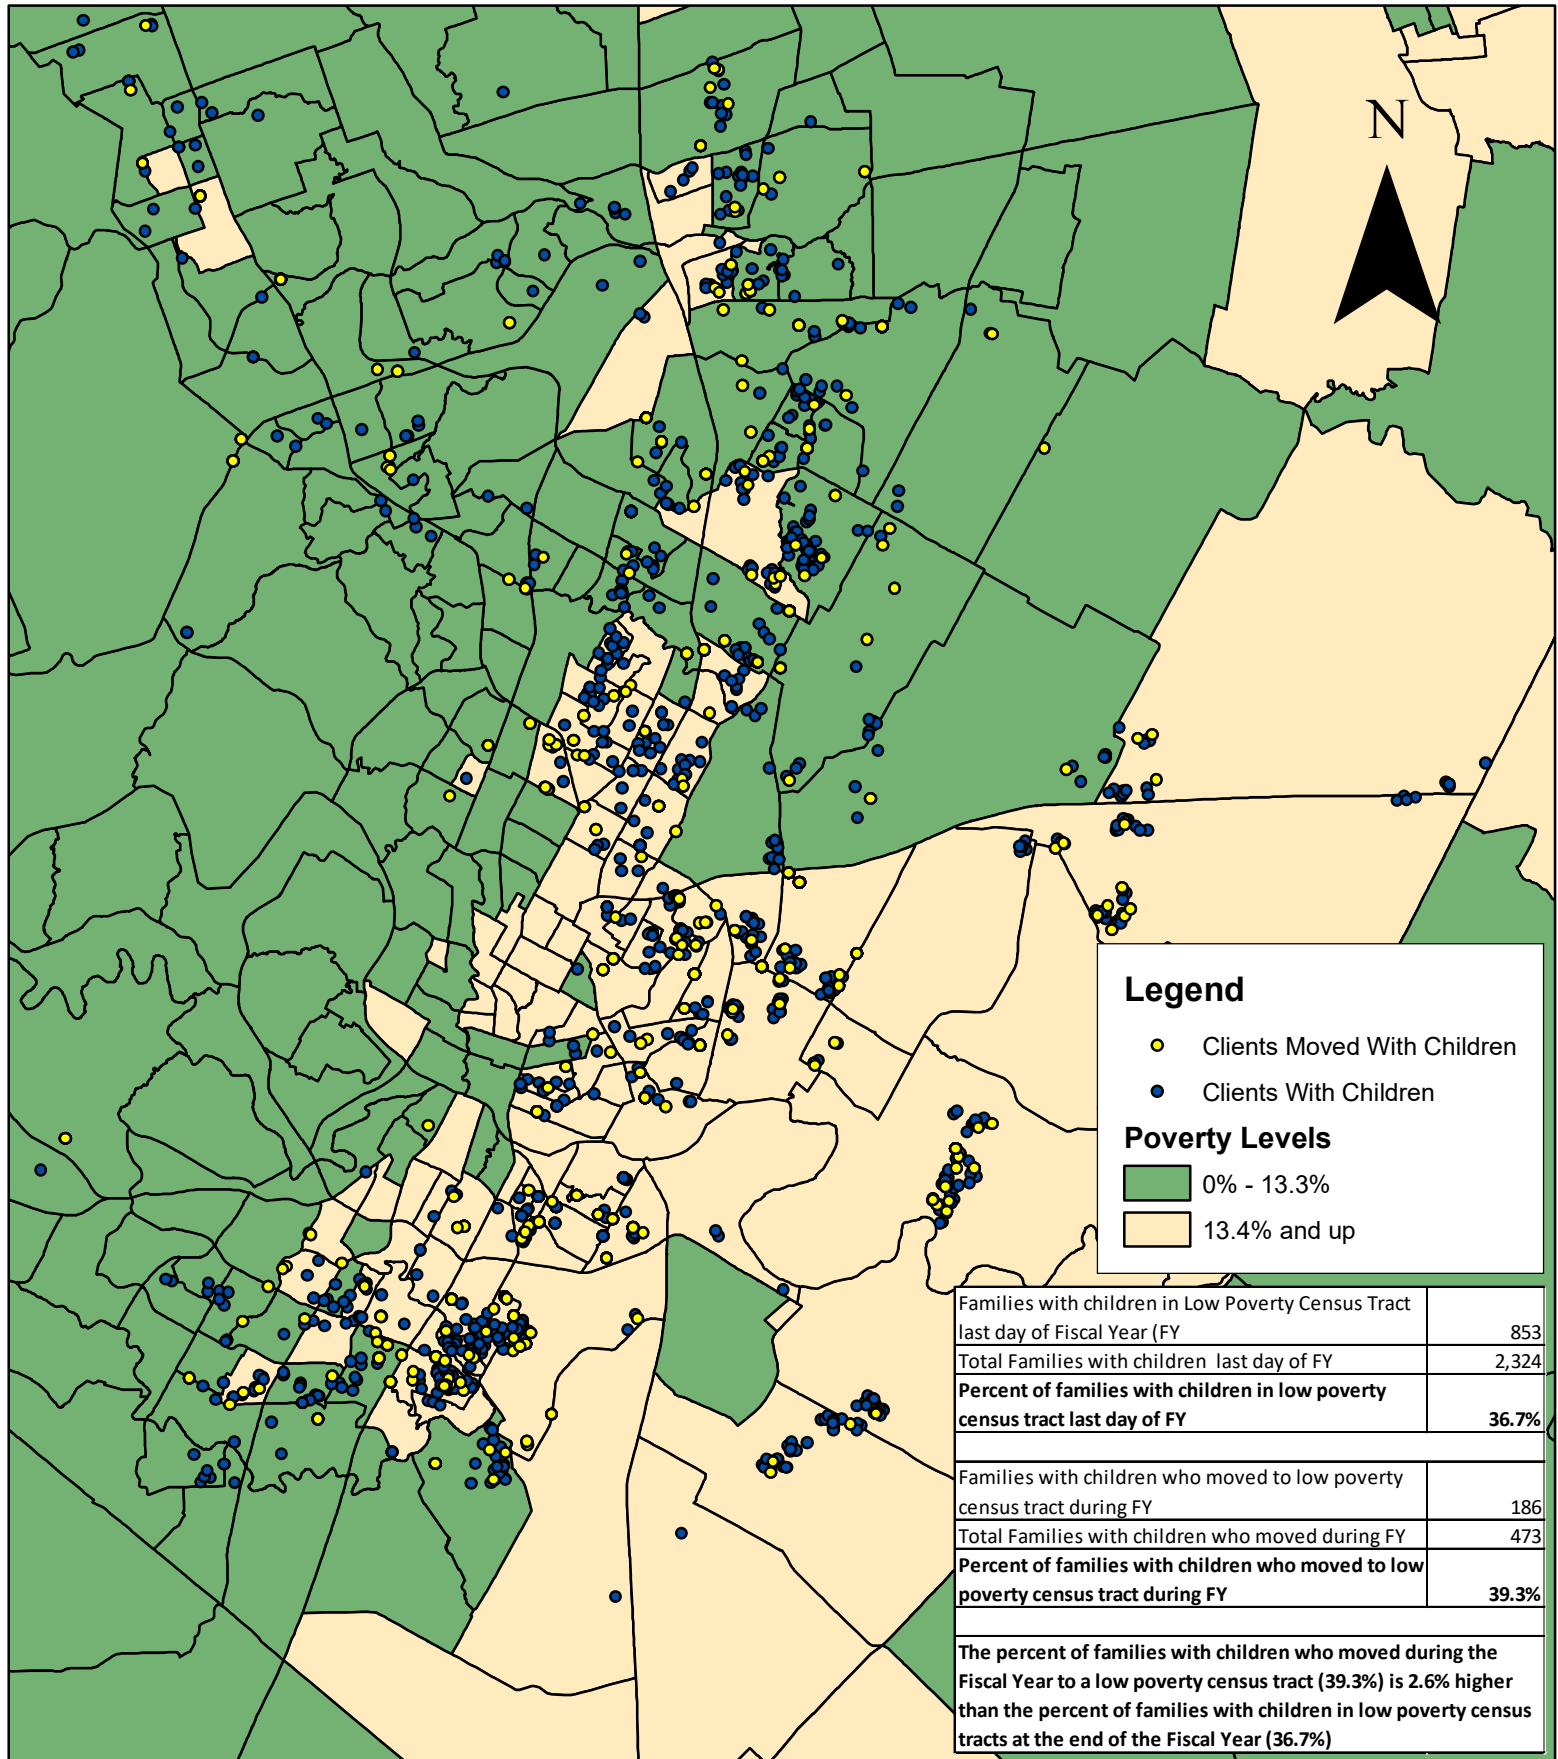 N
Legend
Clients Moved With Children
Clients With Children
Poverty Levels
0% - 13.3%
13.4% and up
Families with children in Low Poverty Census Tract
last day of Fiscal Year (FY 853
Total Families with children last day of FY 2,324
Percent of families with children in low poverty
census tract last day of FY 36.7%
Families with children who moved to low poverty
census tract during FY 186
Total Families with children who moved during FY 473
Percent of families with children who moved to low
poverty census tract during FY 39.3%
The percent of families with children who moved during the
Fiscal Year to a low poverty census tract (39.3%) is 2.6% higher
than the percent of families with children in low poverty census
tracts at the end of the Fiscal Year (36.7%)